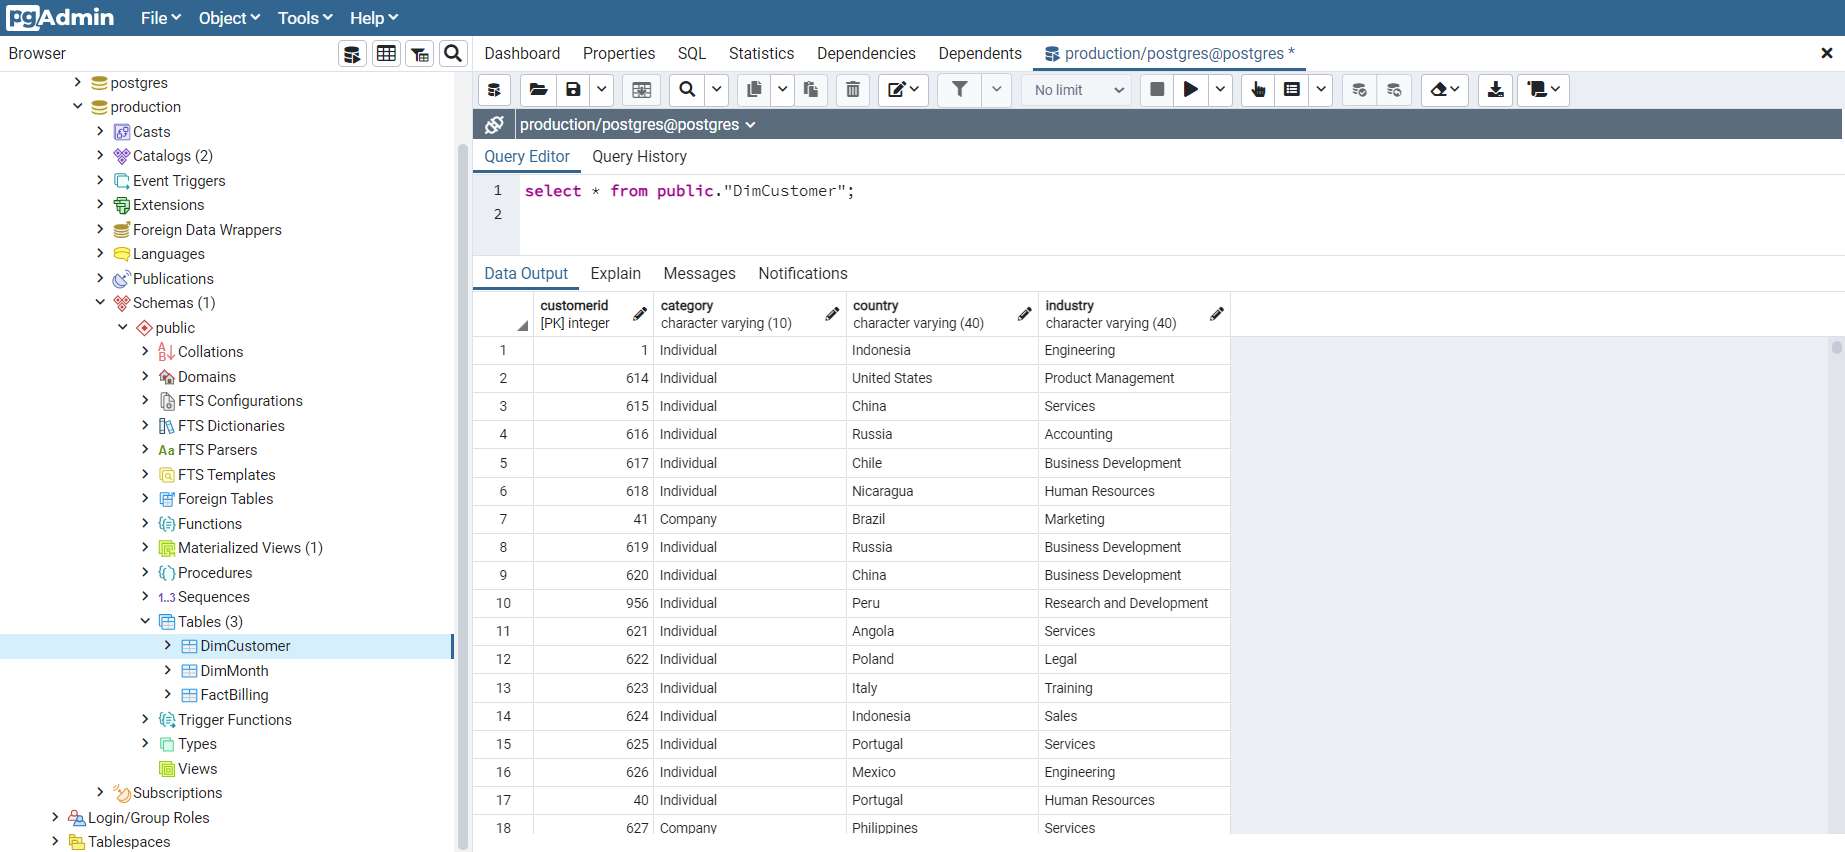 pgAdmin File Object Tools Help
Browser
Dashboard Properties SQL Statistics Dependencies Dependents production/postgres@postgres *
No limit
production/postgres@postgres
Query Editor Query History
1 select * from public."DimCustomer";
2
Data Output Explain Messages Notifications
customerid category country industry
[PK] integer character varying (10) character varying (40) character varying (40)
1 1 Individual Indonesia Engineering
2 614 Individual United States Product Management
3 615 Individual China Services
4 616 Individual Russia Accounting
5 617 Individual Chile Business Development
6 618 Individual Nicaragua Human Resources
7 41 Company Brazil Marketing
8 619 Individual Russia Business Development
9 620 Individual China Business Development
10 956 Individual Peru Research and Development
11 621 Individual Angola Services
12 622 Individual Poland Legal
13 623 Individual Italy Training
14 624 Individual Indonesia Sales
15 625 Individual Portugal Services
16 626 Individual Mexico Engineering
17 40 Individual Portugal Human Resources
18 627 Company Philippines Services
postgres
production
Casts
Catalogs (2)
Event Triggers
Extensions
Foreign Data Wrappers
Languages
Publications
Schemas (1)
public
A
B Collations
Domains
FTS Configurations
FTS Dictionaries
Aa FTS Parsers
FTS Templates
Foreign Tables
Functions
Materialized Views (1)
Procedures
1..3 Sequences
Tables (3)
DimCustomer
DimMonth
FactBilling
Trigger Functions
Types
Views
Subscriptions
Login/Group Roles
Tablespaces